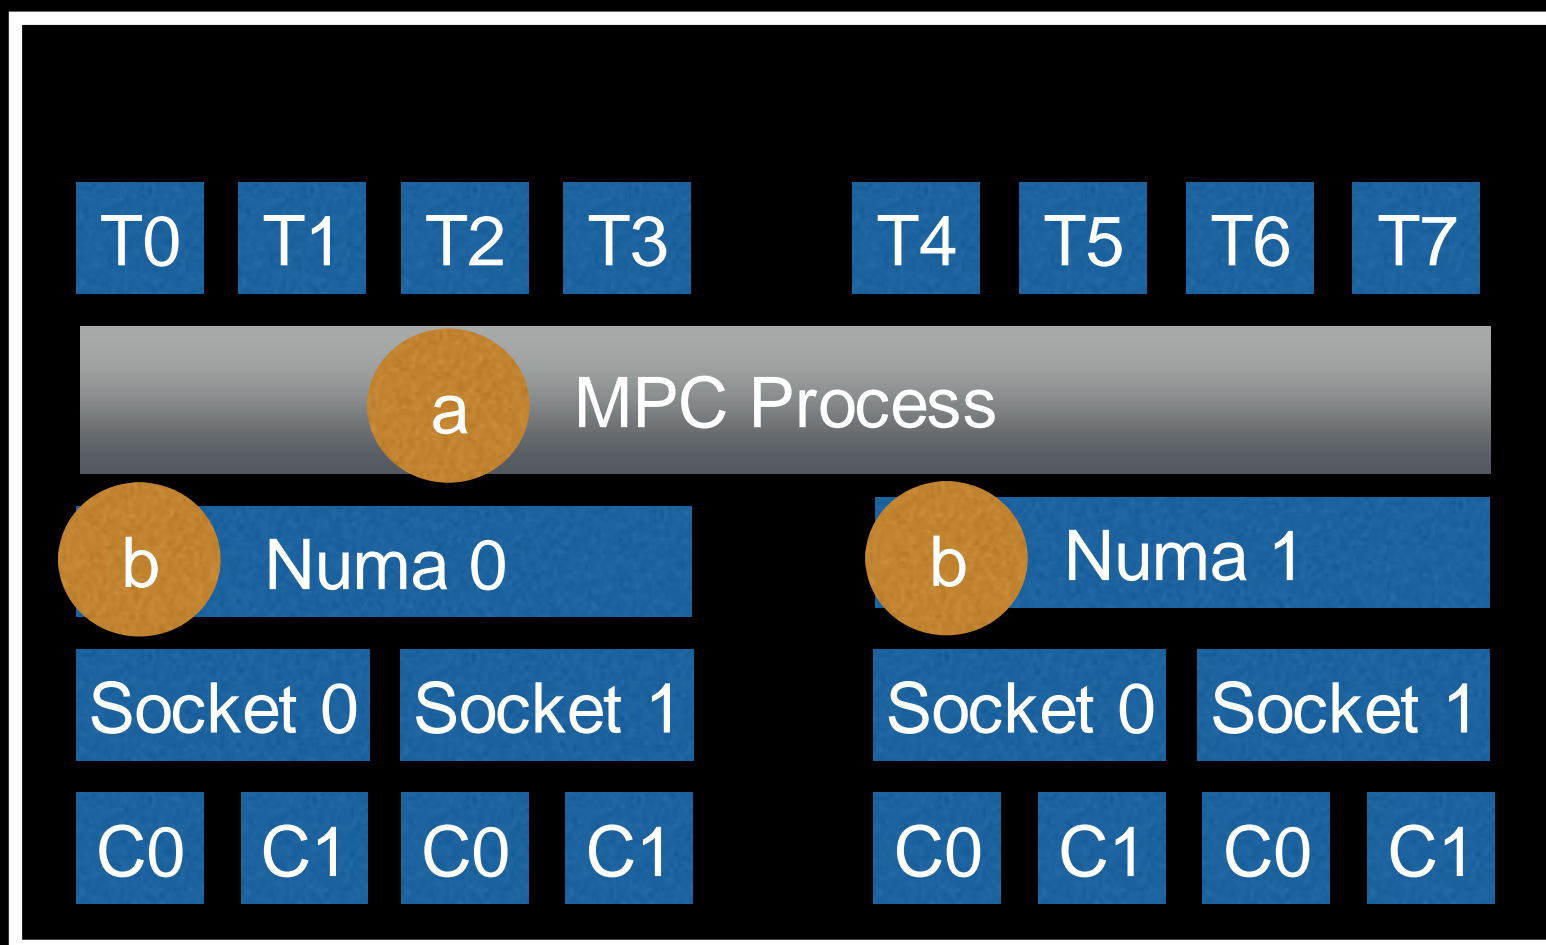 T0 T1 T2 T3 T4 T5 T6 T7
a MPC Process
b Numa 0 b Numa 1
Socket 0 Socket 1 Socket 0 Socket 1
C0 C1 C0 C1 C0 C1 C0 C1